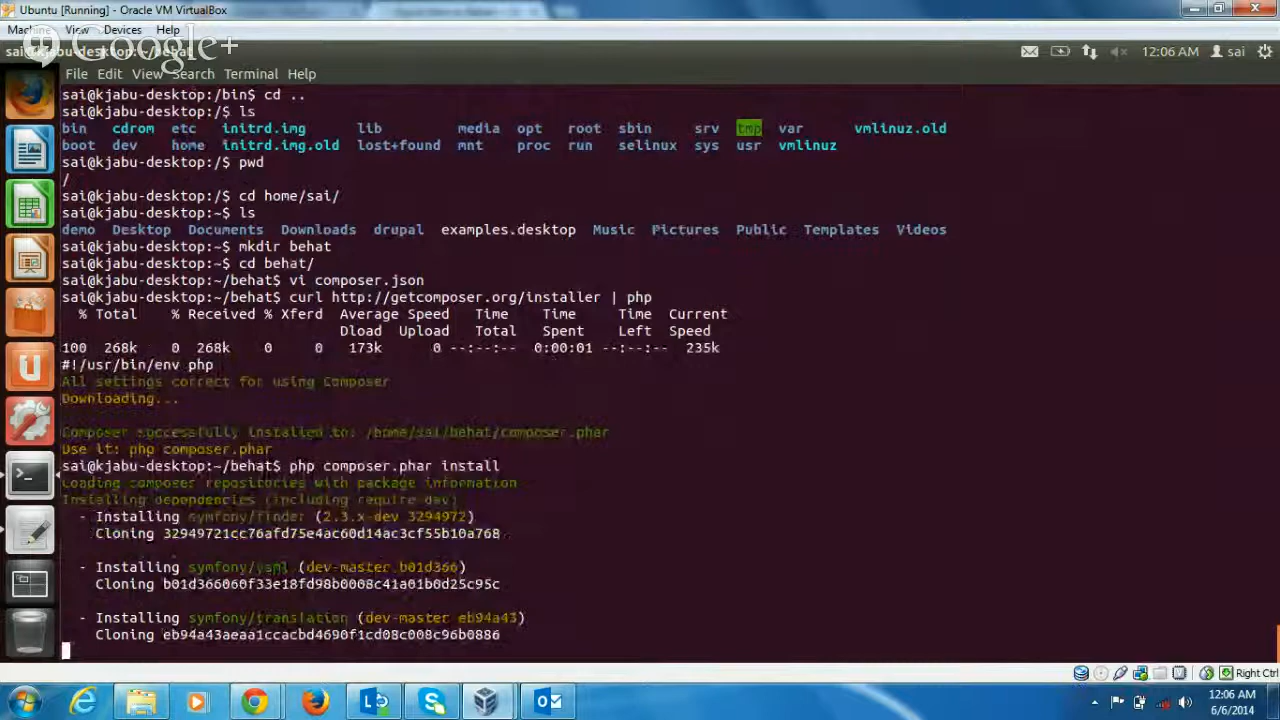 Ubuntu [Running] - Oracle VM VirtualBox
Machine View Devices Help
Google+
sai@kjabu-desktop:~/behat
12:06 AM sai
File Edit View Search Terminal Help
sai@kjabu-desktop:/bin$ cd ..
sai@kjabu-desktop:/$ ls
bin cdrom etc initrd.img lib media opt root sbin srv tmp var vmlinuz.old
boot dev home initrd.img.old lost+found mnt proc run selinux sys usr vmlinuz
sai@kjabu-desktop:/$ pwd
/
sai@kjabu-desktop:/$ cd home/sai/
sai@kjabu-desktop:~$ ls
demo Desktop Documents Downloads drupal examples.desktop Music Pictures Public Templates Videos
sai@kjabu-desktop:~$ mkdir behat
sai@kjabu-desktop:~$ cd behat/
sai@kjabu-desktop:~/behat$ vi composer.json
sai@kjabu-desktop:~/behat$ curl http://getcomposer.org/installer | php
% Total % Received % Xferd Average Speed Time Time Time Current
Dload Upload Total Spent Left Speed
100 268k 0 268k 0 0 173k 0 --:--:-- 0:00:01 --:--:-- 235k
#!/usr/bin/env php
All settings correct for using Composer
Downloading...
Composer successfully installed to: /home/sai/behat/composer.phar
Use it: php composer.phar
sai@kjabu-desktop:~/behat$ php composer.phar install
Loading composer repositories with package information
Installing dependencies (including require-dev)
- Installing symfony/finder (2.3.x-dev 3294972)
Cloning 32949721cc76afd75e4ac60d14ac3cf55b10a768
- Installing symfony/yaml (dev-master b01d366)
Cloning b01d366060f33e18fd98b0008c41a01b0d25c95c
- Installing symfony/translation (dev-master eb94a43)
Cloning eb94a43aeaa1ccacbd4690f1cd08c008c96b0886
Right Ctrl
12:06 AM
6/6/2014